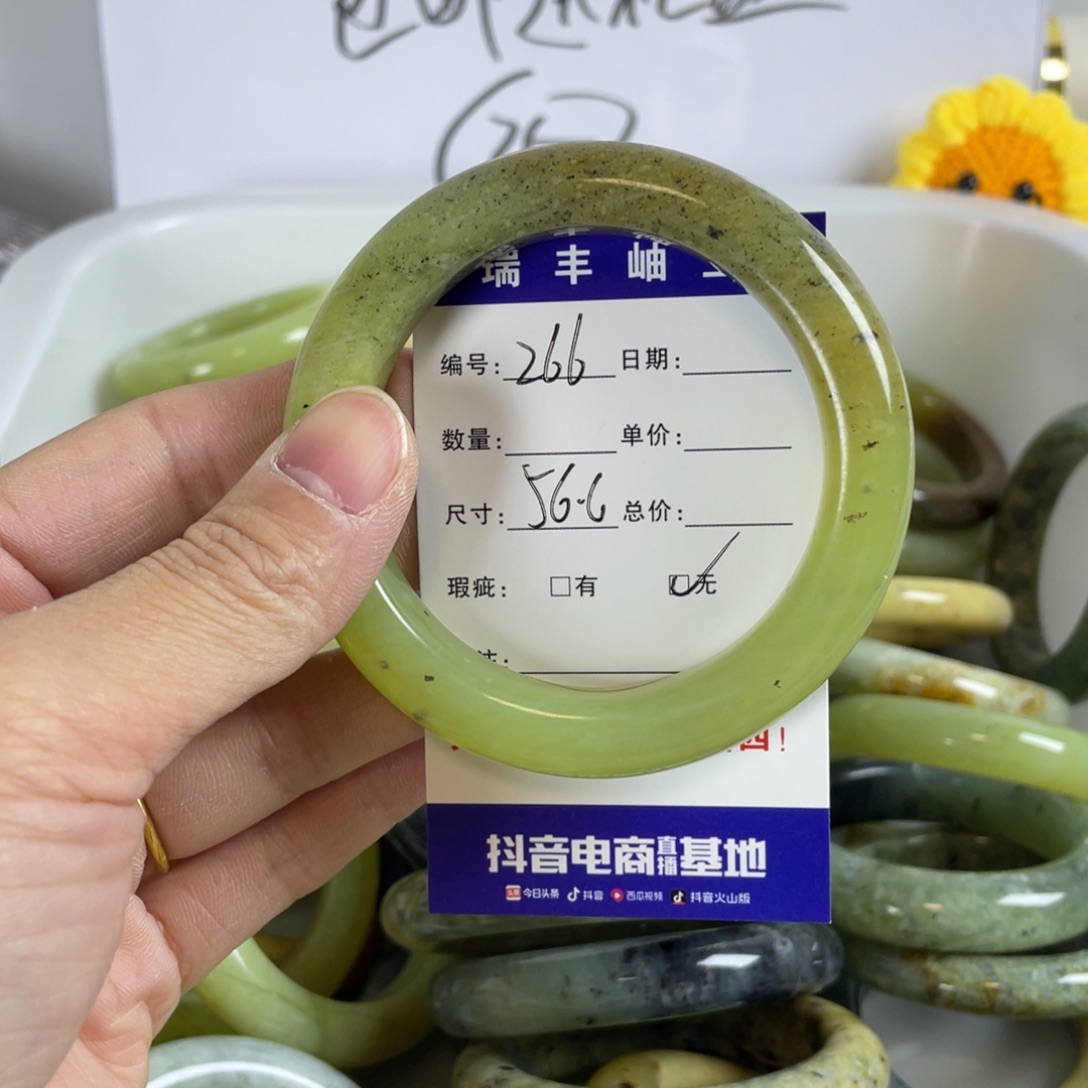 瑞丰岫
编号: 266 日期:
数量: 单价:
尺寸: 56.6 总价:
瑕疵: □有 ☑无
抖音电商直播基地
今日头条 抖音 西瓜视频 抖音火山版